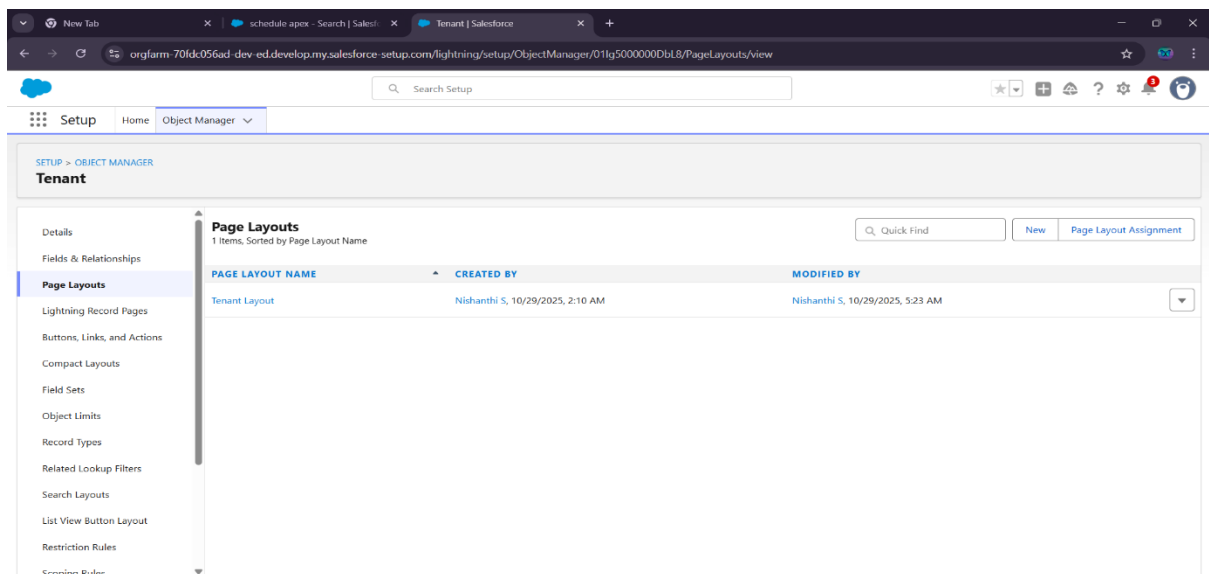 New Tab
schedule apex - Search | Salesf
Tenant | Salesforce
orgfarm-70fdc056ad-dev-ed.develop.my.salesforce-setup.com/lightning/setup/ObjectManager/01Ig5000000DbL8/PageLayouts/view
Search Setup
3
Setup
Home
Object Manager
SETUP > OBJECT MANAGER
Tenant
Details
Fields & Relationships
Page Layouts
Lightning Record Pages
Buttons, Links, and Actions
Compact Layouts
Field Sets
Object Limits
Record Types
Related Lookup Filters
Search Layouts
List View Button Layout
Restriction Rules
Scoping Rules
Page Layouts
1 Items, Sorted by Page Layout Name
Quick Find
New
Page Layout Assignment
PAGE LAYOUT NAME CREATED BY MODIFIED BY
Tenant Layout Nishanthi S, 10/29/2025, 2:10 AM Nishanthi S, 10/29/2025, 5:23 AM